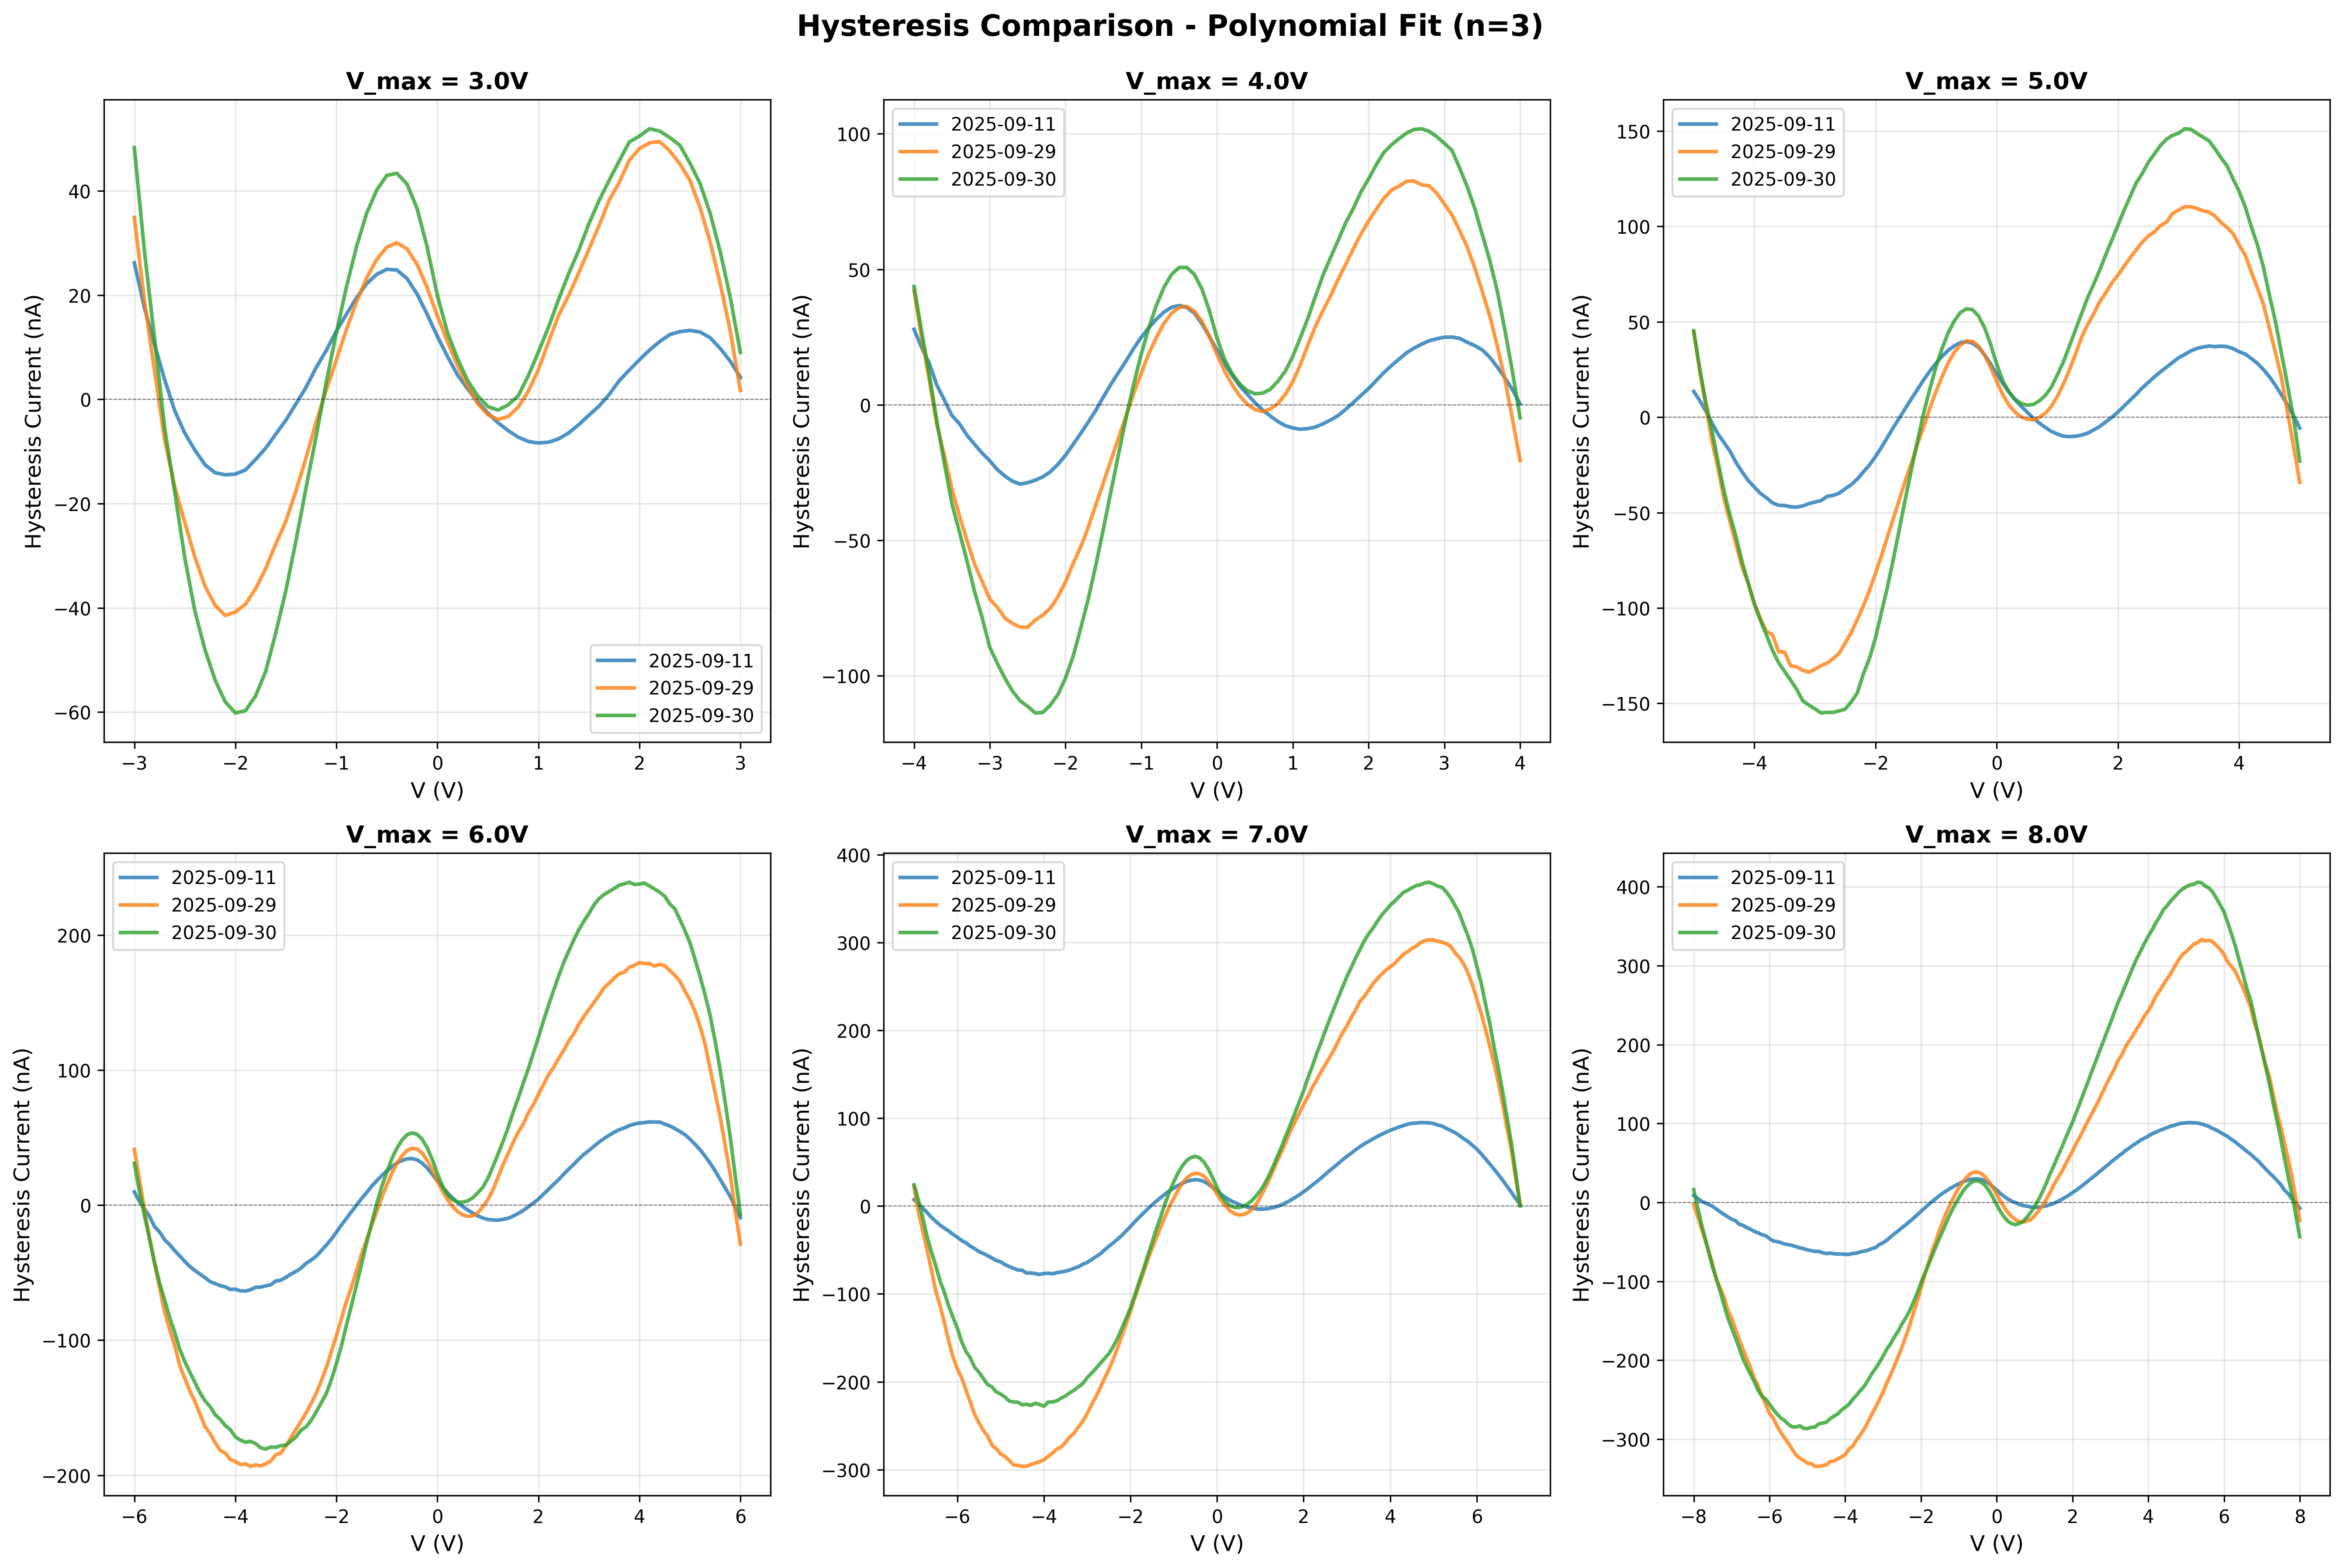 Hysteresis Comparison - Polynomial Fit (n=3)
V_max = 3.0V
Hysteresis Current (nA)
40
20
0
−20
−40
−60
2025-09-11
2025-09-29
2025-09-30
−3 −2 −1 0 1 2 3
V (V)
V_max = 4.0V
Hysteresis Current (nA)
100
50
0
−50
−100
2025-09-11
2025-09-29
2025-09-30
−4 −3 −2 −1 0 1 2 3 4
V (V)
V_max = 5.0V
Hysteresis Current (nA)
150
100
50
0
−50
−100
−150
2025-09-11
2025-09-29
2025-09-30
−4 −2 0 2 4
V (V)
V_max = 6.0V
Hysteresis Current (nA)
200
100
0
−100
−200
2025-09-11
2025-09-29
2025-09-30
−6 −4 −2 0 2 4 6
V (V)
V_max = 7.0V
Hysteresis Current (nA)
400
300
200
100
0
−100
−200
−300
2025-09-11
2025-09-29
2025-09-30
−6 −4 −2 0 2 4 6
V (V)
V_max = 8.0V
Hysteresis Current (nA)
400
300
200
100
0
−100
−200
−300
2025-09-11
2025-09-29
2025-09-30
−8 −6 −4 −2 0 2 4 6 8
V (V)